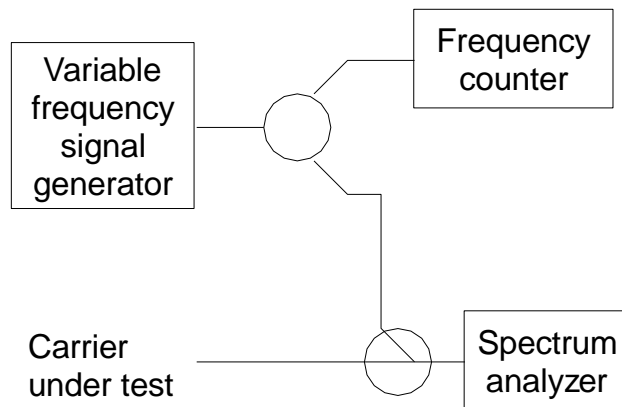 Variable
frequency
signal
generator
Frequency
counter
Carrier
under test
Spectrum
analyzer